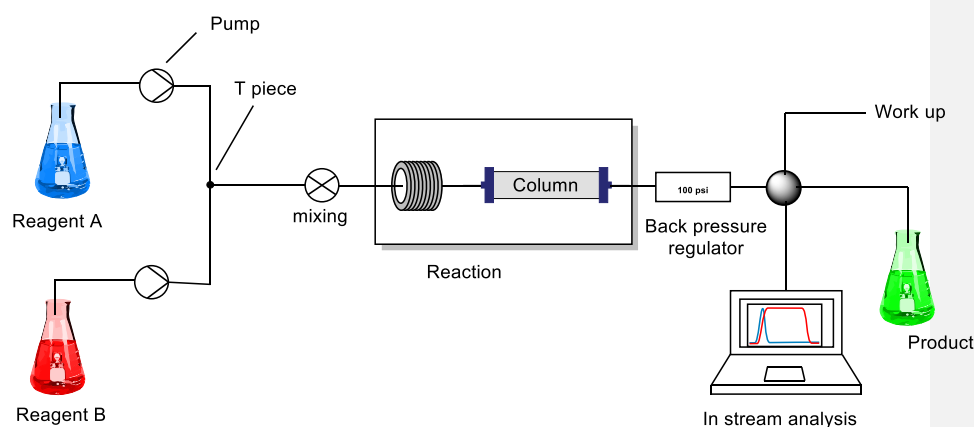 Pump
T piece
Reagent A
mixing
Column
Reaction
100 psi
Back pressure
regulator
Work up
Product
In stream analysis
Reagent B